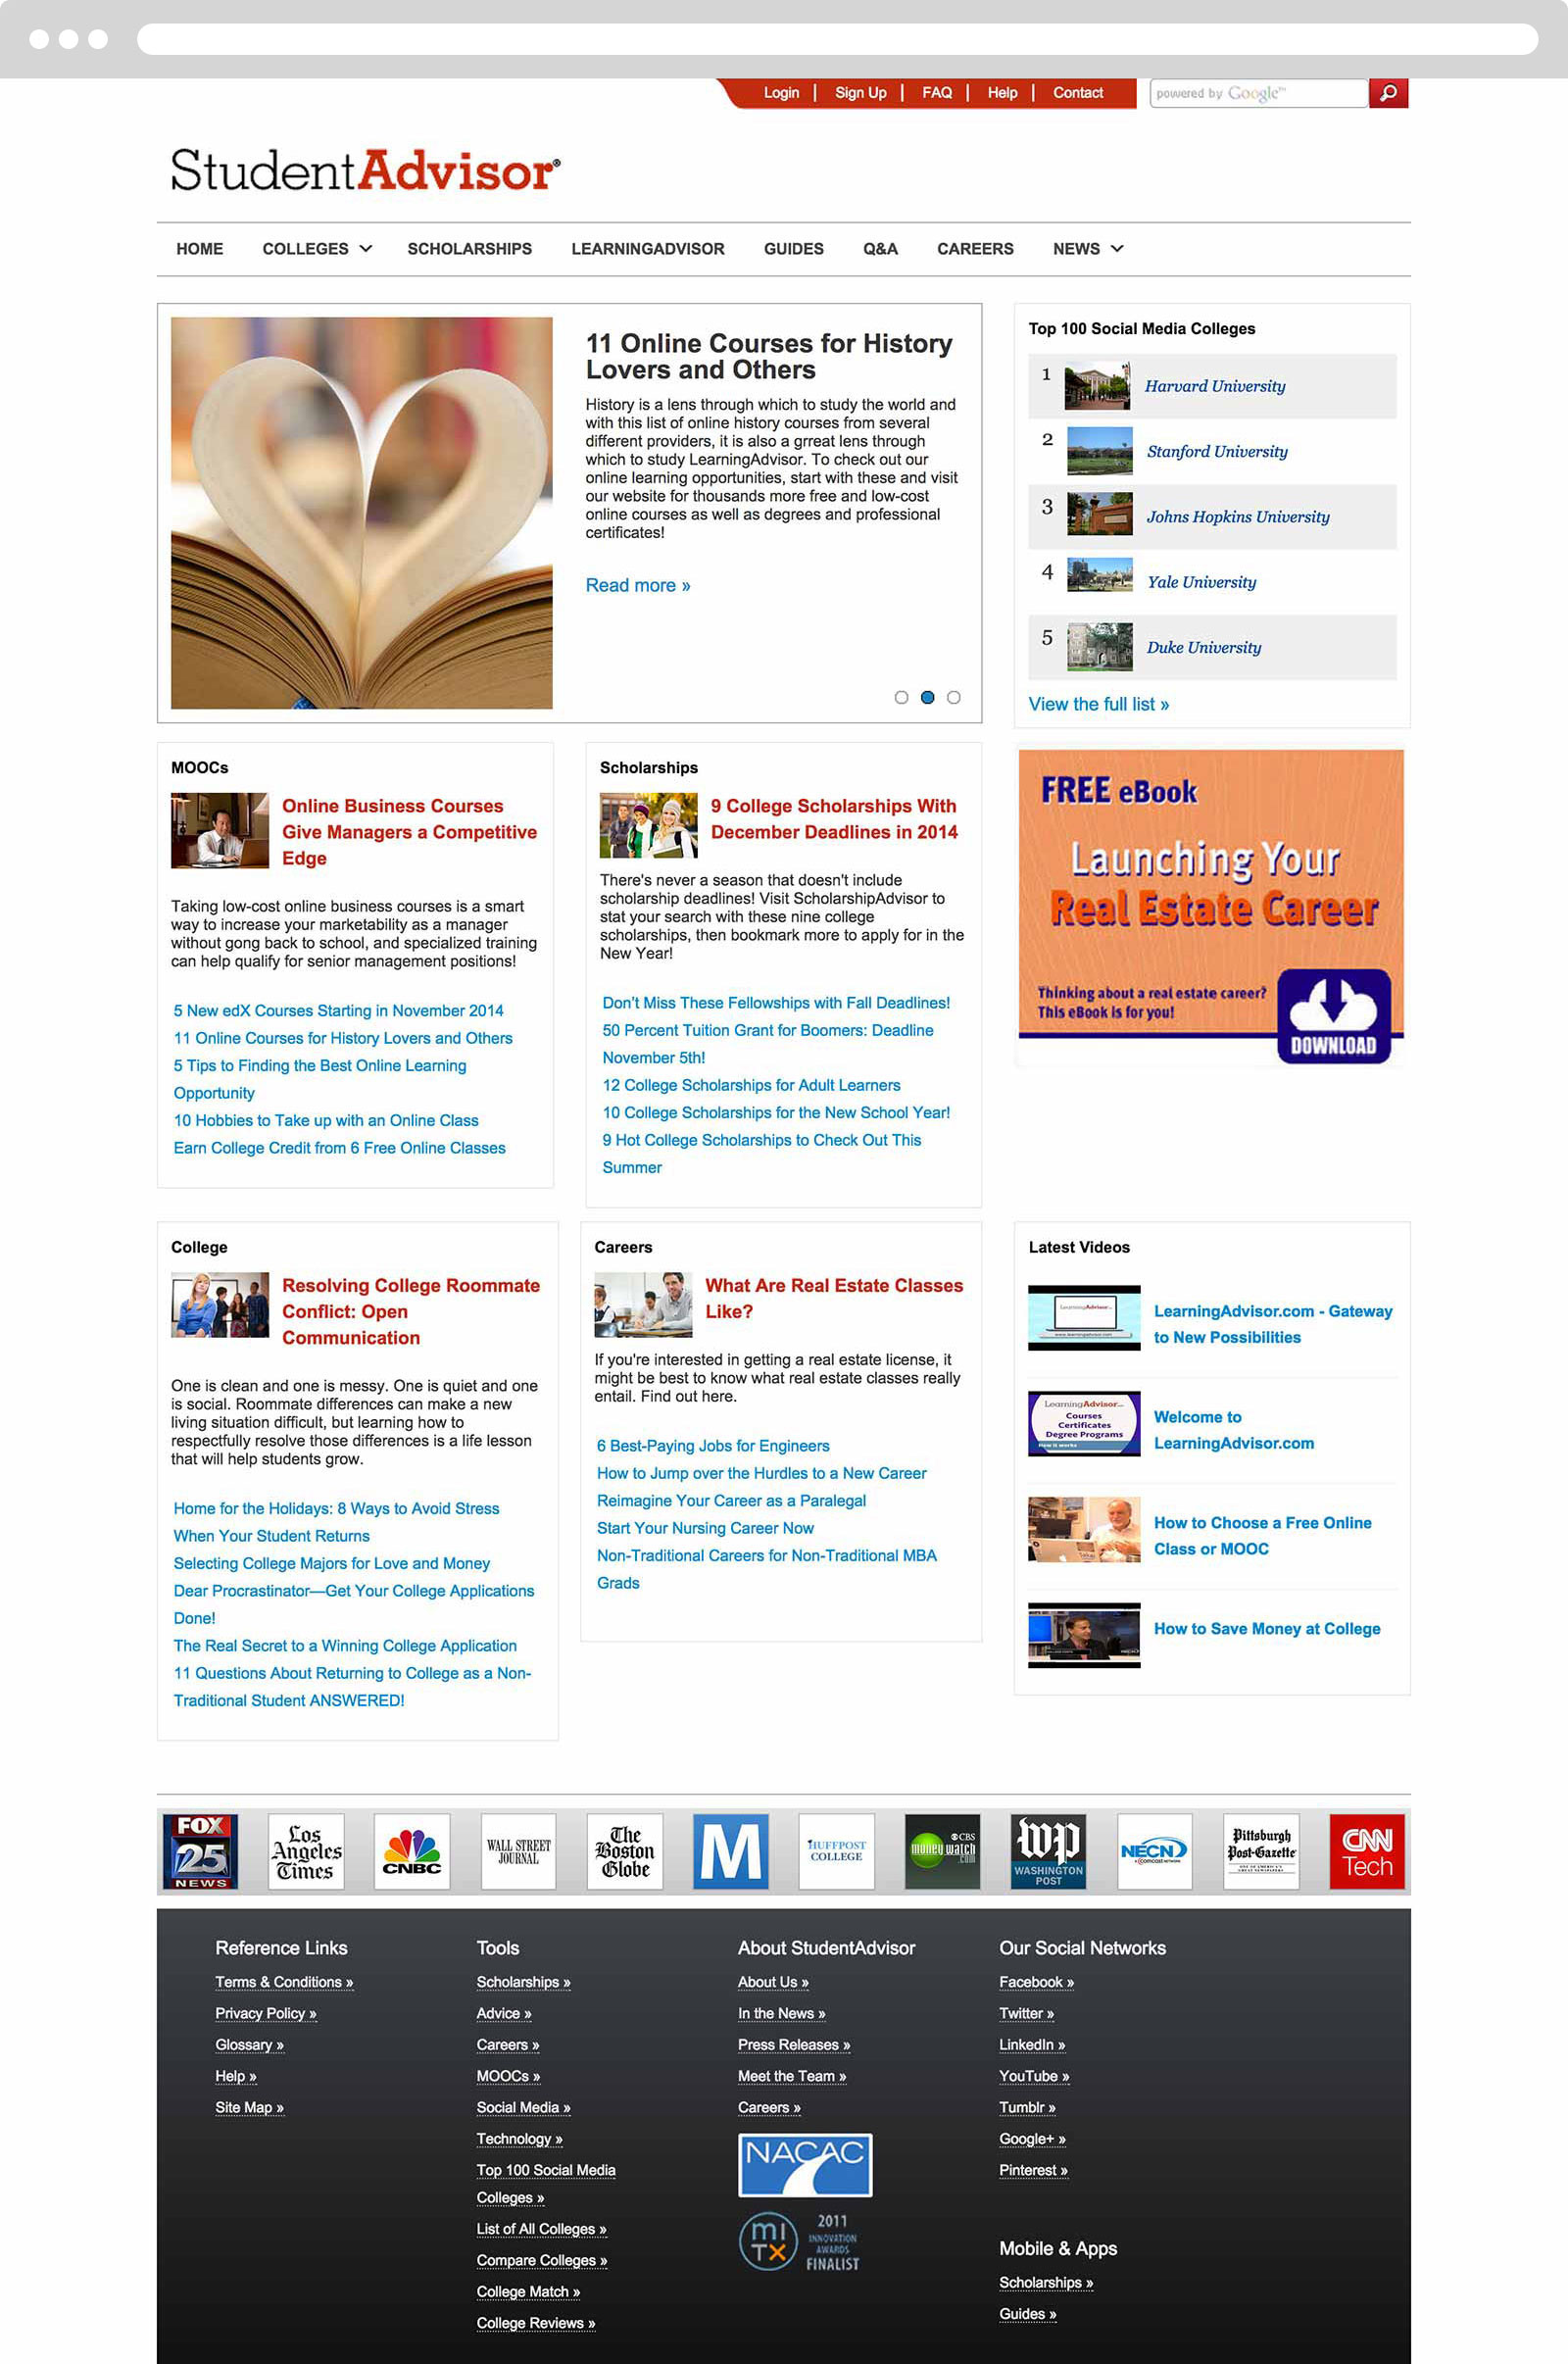 Login | Sign Up | FAQ | Help | Contact
powered by Google™
StudentAdvisor®
HOME COLLEGES SCHOLARSHIPS LEARNINGADVISOR GUIDES Q&A CAREERS NEWS
11 Online Courses for History
Lovers and Others
History is a lens through which to study the world and
with this list of online history courses from several
different providers, it is also a grreat lens through
which to study LearningAdvisor. To check out our
online learning opportunities, start with these and visit
our website for thousands more free and low-cost
online courses as well as degrees and professional
certificates!
Read more »
Top 100 Social Media Colleges
1 Harvard University
2 Stanford University
3 Johns Hopkins University
4 Yale University
5 Duke University
View the full list »
MOOCs
Online Business Courses
Give Managers a Competitive
Edge
Taking low-cost online business courses is a smart
way to increase your marketability as a manager
without gong back to school, and specialized training
can help qualify for senior management positions!
5 New edX Courses Starting in November 2014
11 Online Courses for History Lovers and Others
5 Tips to Finding the Best Online Learning
Opportunity
10 Hobbies to Take up with an Online Class
Earn College Credit from 6 Free Online Classes
Scholarships
9 College Scholarships With
December Deadlines in 2014
There's never a season that doesn't include
scholarship deadlines! Visit ScholarshipAdvisor to
stat your search with these nine college
scholarships, then bookmark more to apply for in the
New Year!
Don't Miss These Fellowships with Fall Deadlines!
50 Percent Tuition Grant for Boomers: Deadline
November 5th!
12 College Scholarships for Adult Learners
10 College Scholarships for the New School Year!
9 Hot College Scholarships to Check Out This
Summer
FREE eBook
Launching Your
Real Estate Career
Thinking about a real estate career?
This eBook is for you!
DOWNLOAD
College
Resolving College Roommate
Conflict: Open
Communication
One is clean and one is messy. One is quiet and one
is social. Roommate differences can make a new
living situation difficult, but learning how to
respectfully resolve those differences is a life lesson
that will help students grow.
Home for the Holidays: 8 Ways to Avoid Stress
When Your Student Returns
Selecting College Majors for Love and Money
Dear Procrastinator—Get Your College Applications
Done!
The Real Secret to a Winning College Application
11 Questions About Returning to College as a Non-
Traditional Student ANSWERED!
Careers
What Are Real Estate Classes
Like?
If you're interested in getting a real estate license, it
might be best to know what real estate classes really
entail. Find out here.
6 Best-Paying Jobs for Engineers
How to Jump over the Hurdles to a New Career
Reimagine Your Career as a Paralegal
Start Your Nursing Career Now
Non-Traditional Careers for Non-Traditional MBA
Grads
Latest Videos
LearningAdvisor...
www.learningadvisor.com
LearningAdvisor.com - Gateway
to New Possibilities
LearningAdvisor...
Courses
Certificates
Degree Programs
How it works
Welcome to
LearningAdvisor.com
How to Choose a Free Online
Class or MOOC
How to Save Money at College
FOX
25
NEWS
Los
Angeles
Times
CNBC
WALL STREET
JOURNAL
The
Boston
Globe
M
HUFFPOST
COLLEGE
CBS
money watch
.com
wp
WASHINGTON
POST
NECN
Pittsburgh
Post-Gazette
CNN
Tech
Reference Links
Terms & Conditions »
Privacy Policy »
Glossary »
Help »
Site Map »
Tools
Scholarships »
Advice »
Careers »
MOOCs »
Social Media »
Technology »
Top 100 Social Media
Colleges »
List of All Colleges »
Compare Colleges »
College Match »
College Reviews »
About StudentAdvisor
About Us »
In the News »
Press Releases »
Meet the Team »
Careers »
NACAC
MITX
2011
INNOVATION
AWARDS
FINALIST
Our Social Networks
Facebook »
Twitter »
LinkedIn »
YouTube »
Tumblr »
Google+ »
Pinterest »
Mobile & Apps
Scholarships »
Guides »